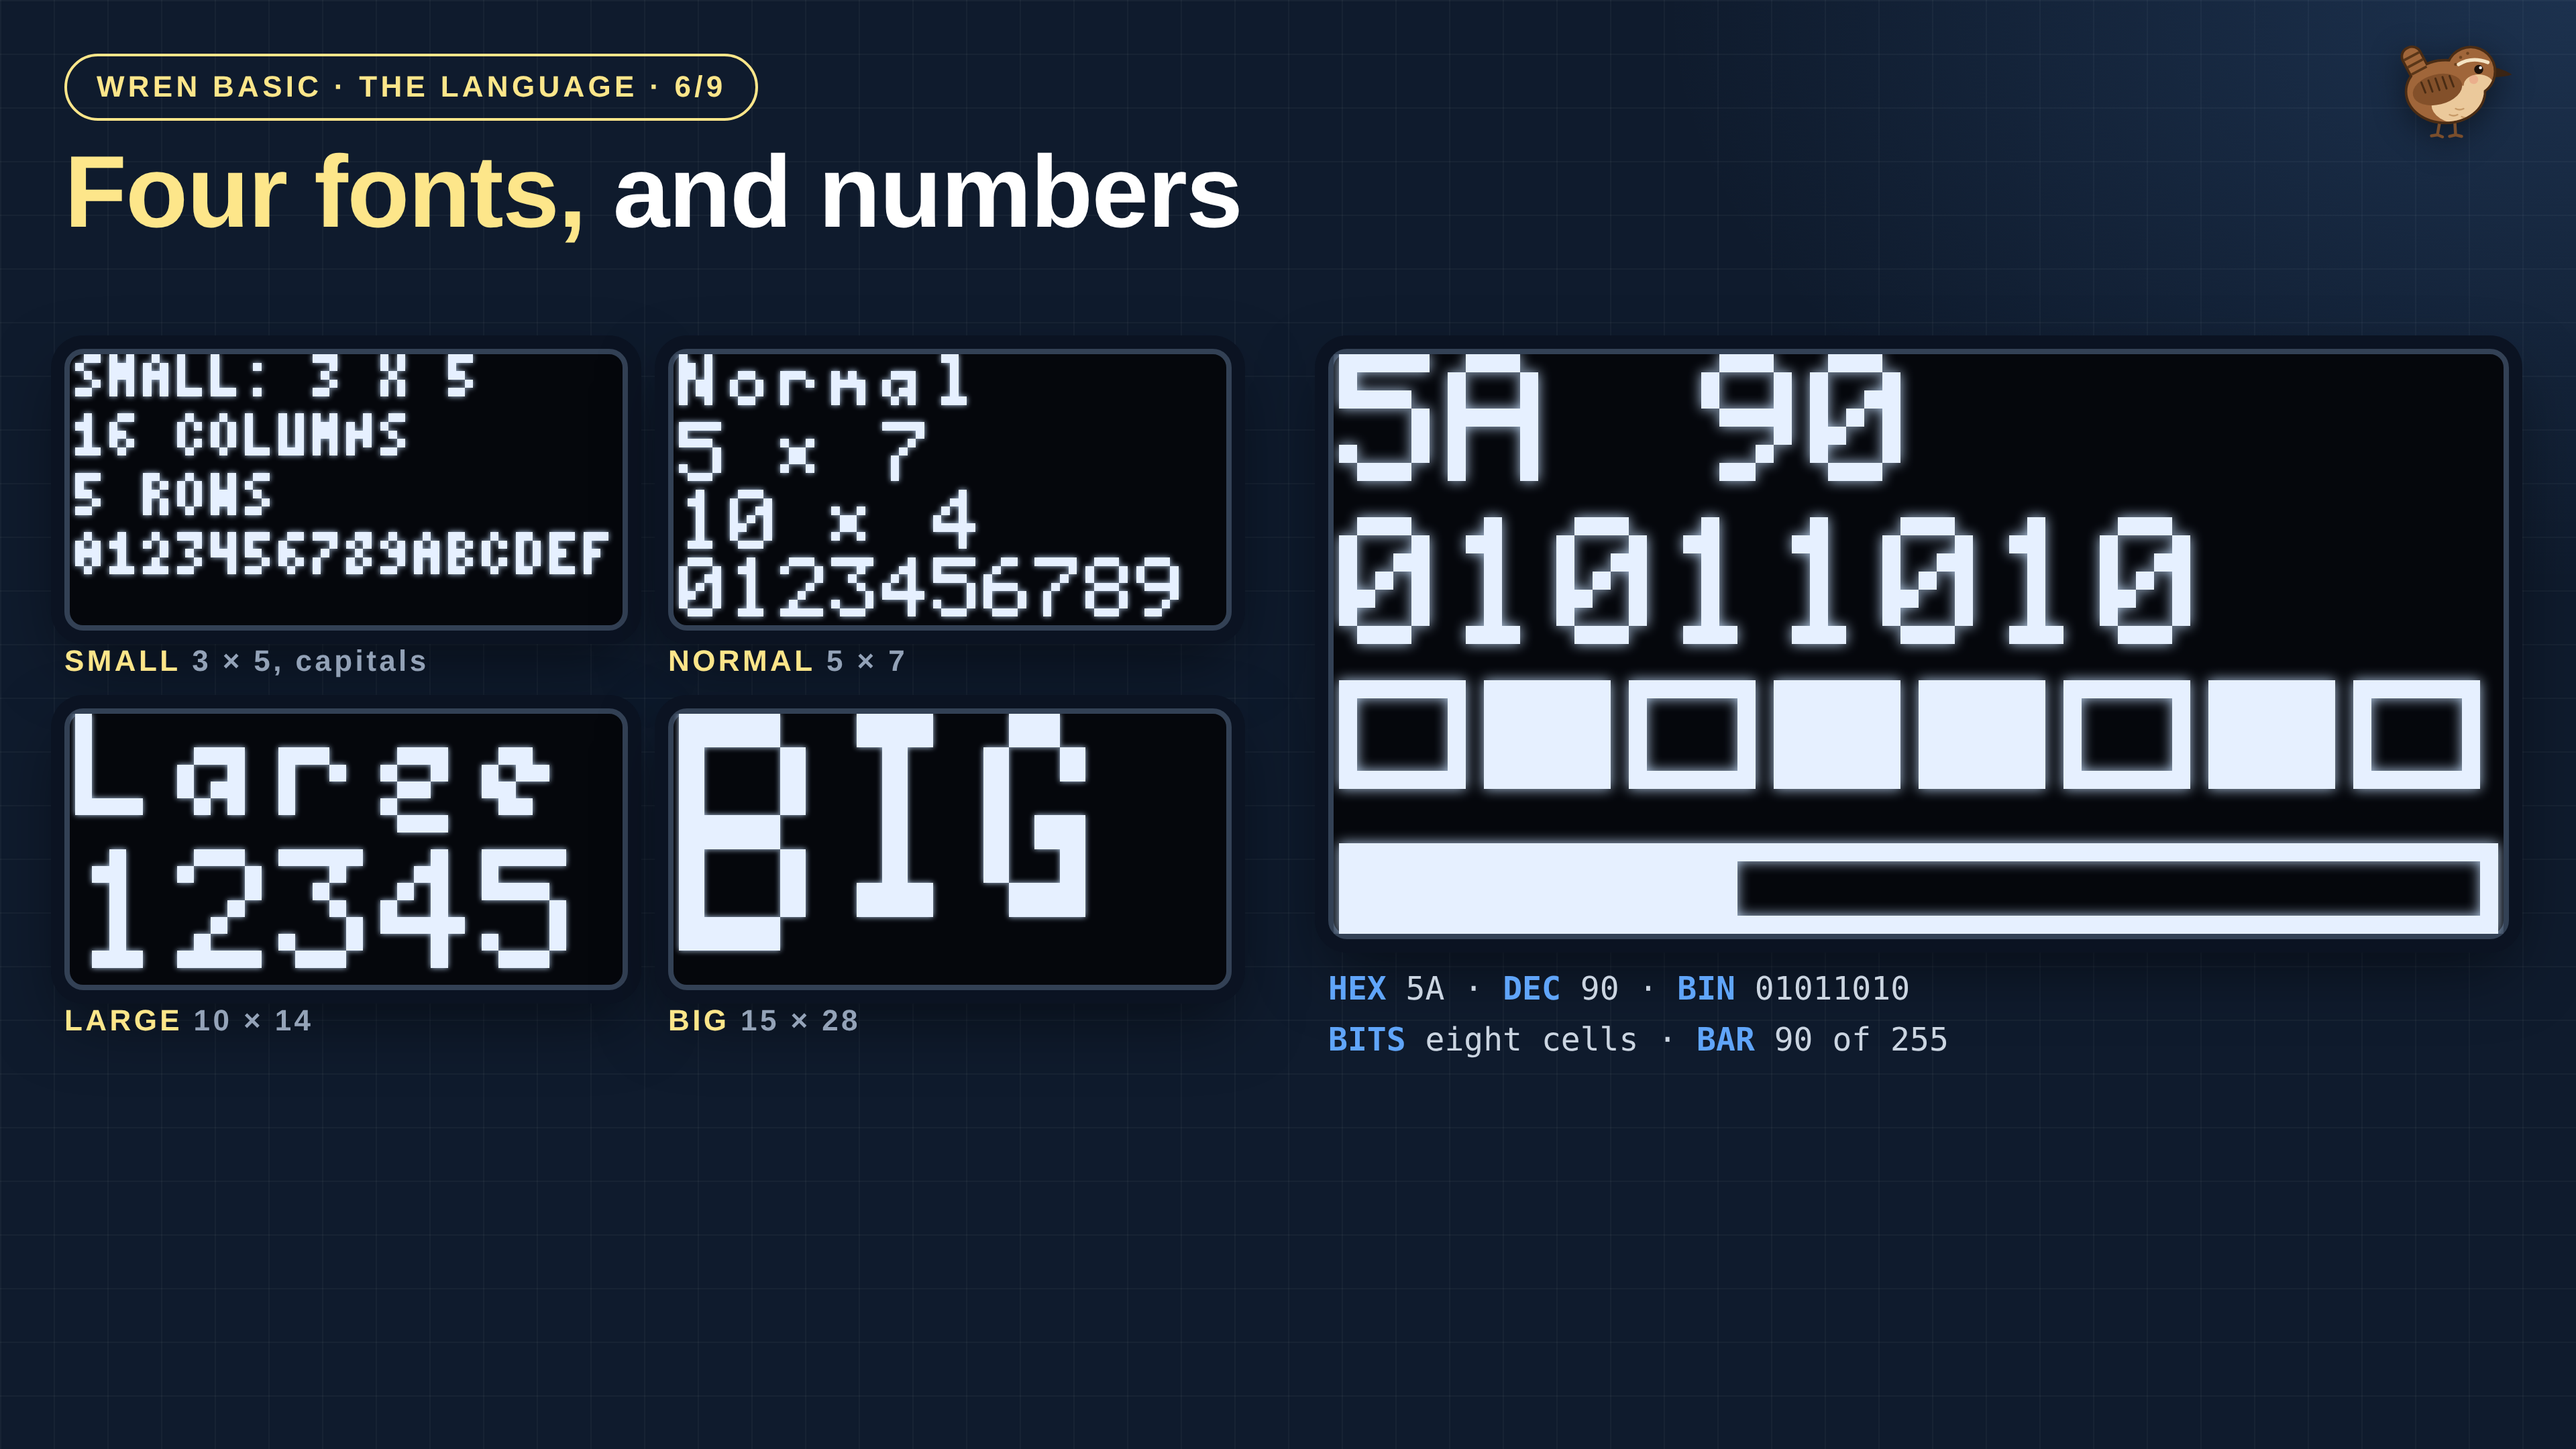 WREN BASIC · THE LANGUAGE · 6/9
Four fonts, and numbers
SMALL: 3 X 5
16 COLUMNS
5 ROWS
0123456789ABCDEF
SMALL 3 × 5, capitals
Normal
5 x 7
10 x 4
0123456789
NORMAL 5 × 7
Large
12345
LARGE 10 × 14
BIG
BIG 15 × 28
5A 90
01011010
HEX 5A · DEC 90 · BIN 01011010
BITS eight cells · BAR 90 of 255